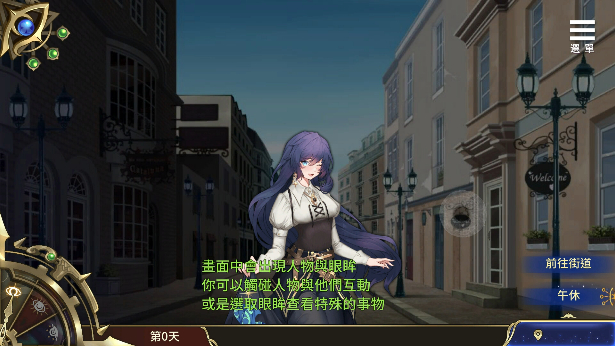 選單
Welcome
畫面中會出現人物與眼眸
你可以觸碰人物與他們互動
或是選取眼眸查看特殊的事物
前往街道
午休
第0天